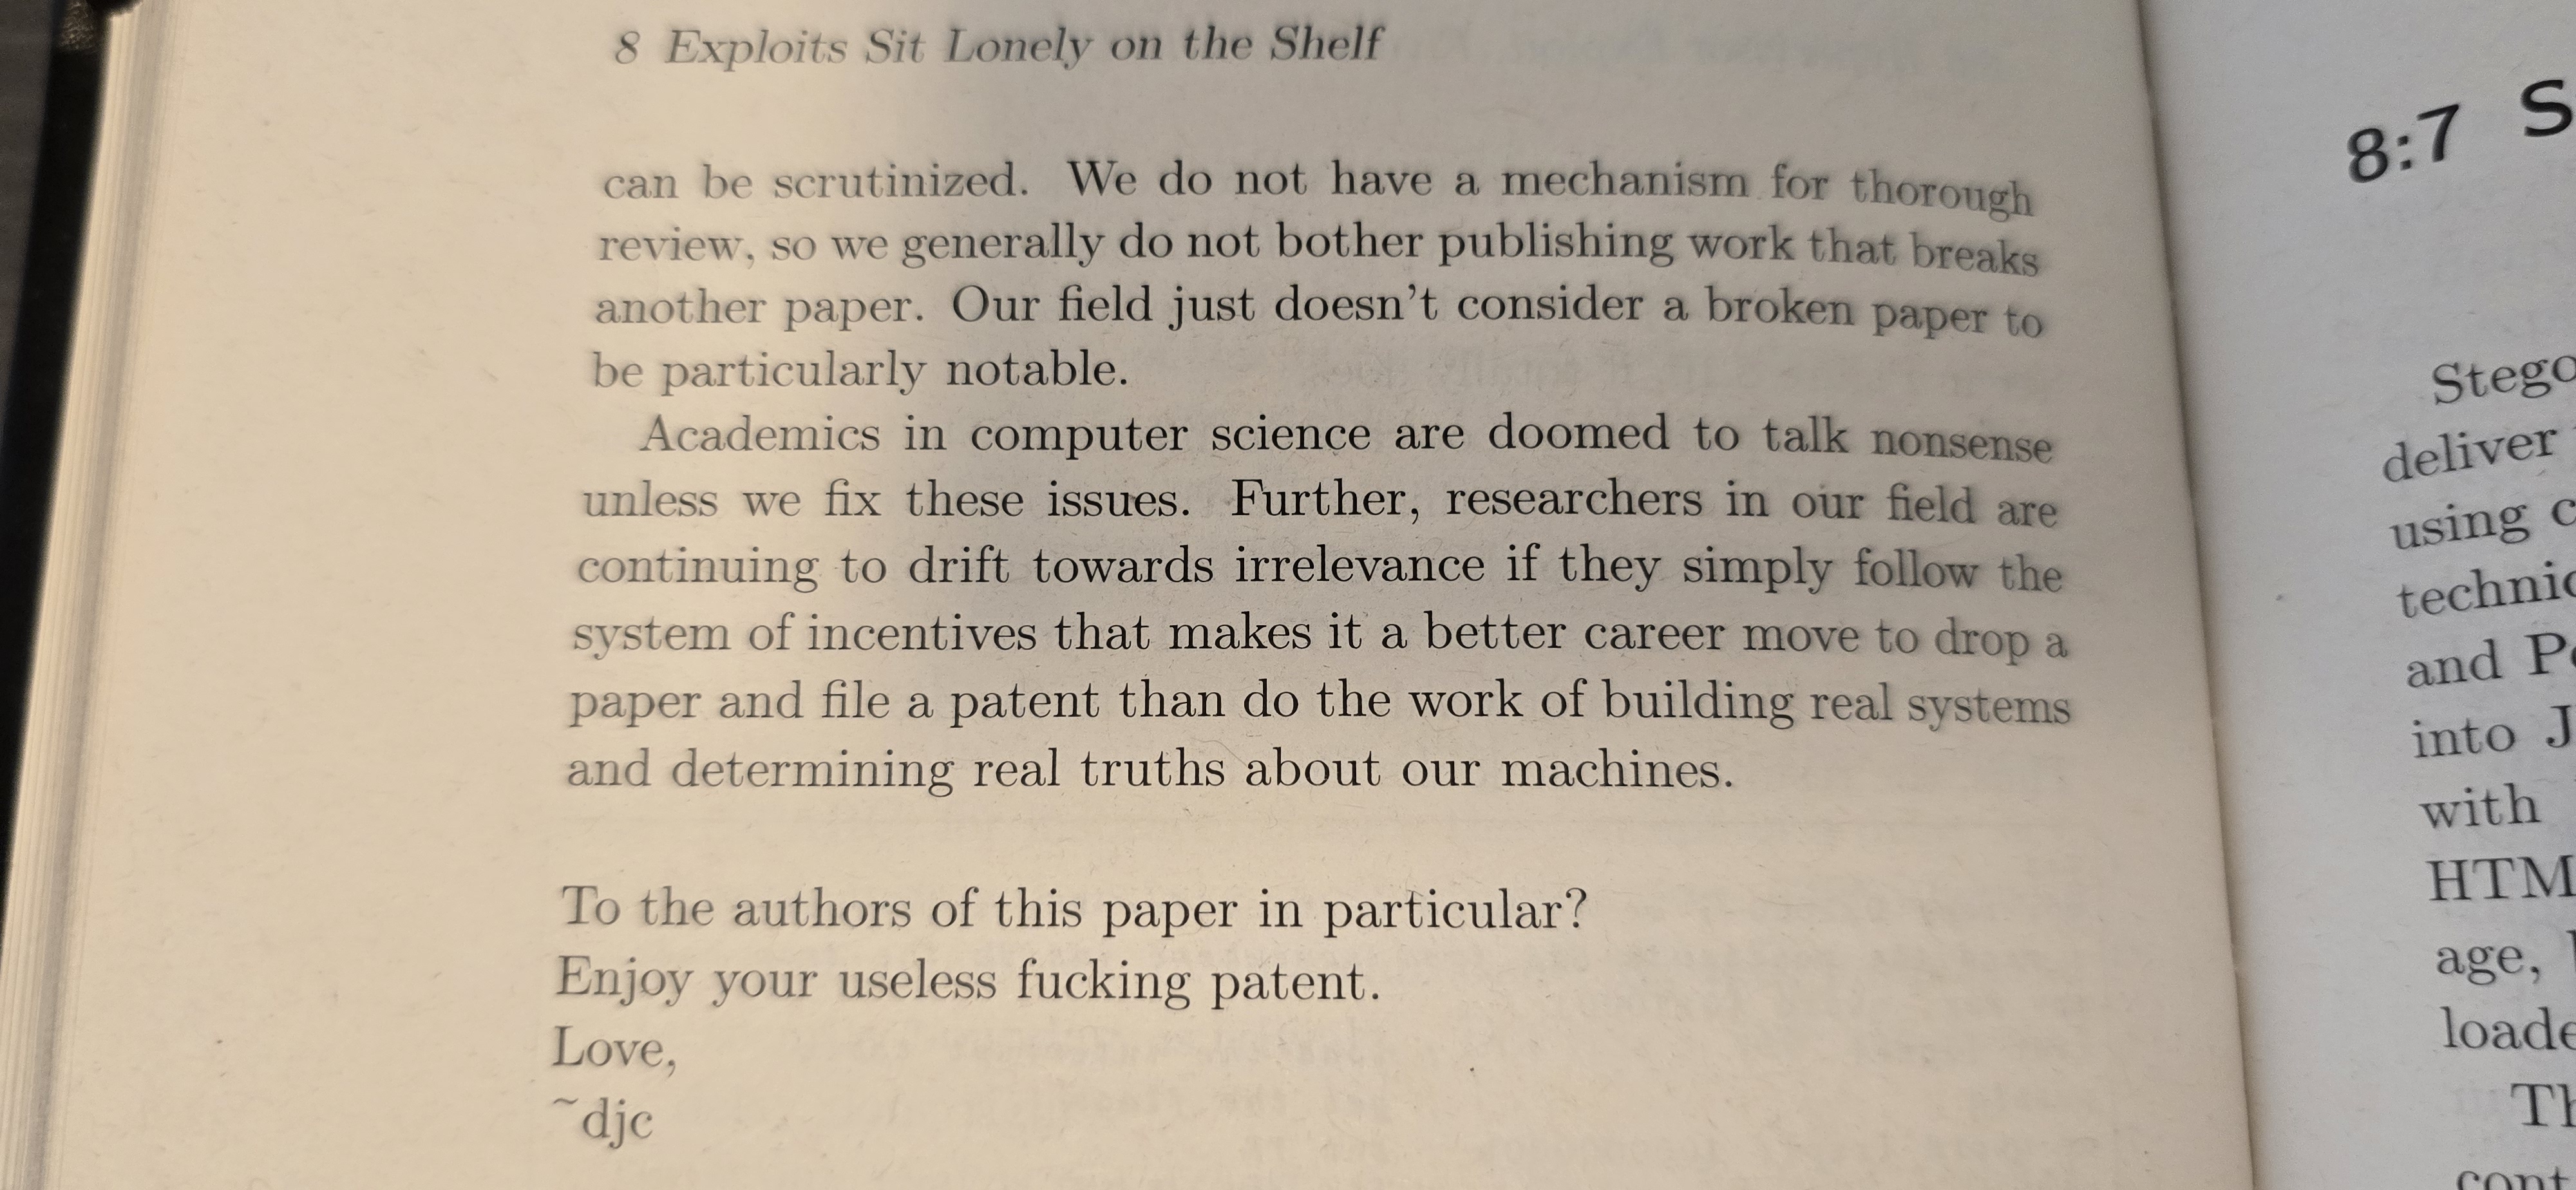 8 Exploits Sit Lonely on the Shelf
can be scrutinized. We do not have a mechanism for thorough
review, so we generally do not bother publishing work that breaks
another paper. Our field just doesn't consider a broken paper to
be particularly notable.
Academics in computer science are doomed to talk nonsense
unless we fix these issues. Further, researchers in our field are
continuing to drift towards irrelevance if they simply follow the
system of incentives that makes it a better career move to drop a
paper and file a patent than do the work of building real systems
and determining real truths about our machines.
To the authors of this paper in particular?
Enjoy your useless fucking patent.
Love,
~djc
8:7 S
Stego
deliver
using c
techni
and P
into J
with
HTM
age,
loade
Th